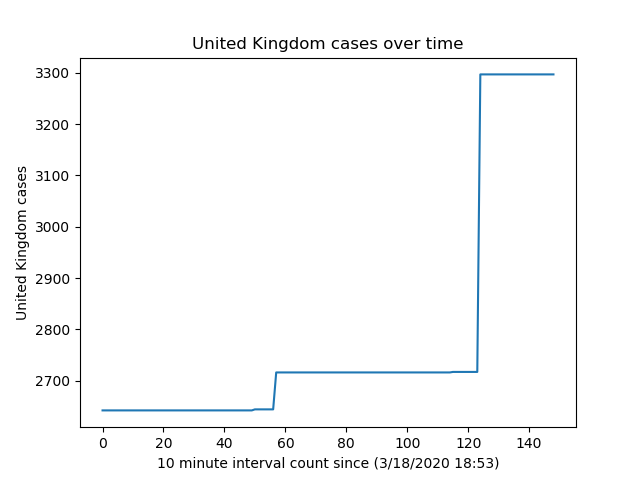 United Kingdom cases over time
3300
3200
3100
3000
2900
2800
2700
United Kingdom cases
0 20 40 60 80 100 120 140
10 minute interval count since (3/18/2020 18:53)